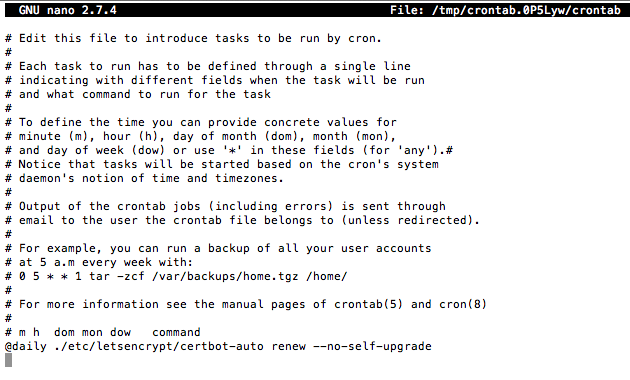 GNU nano 2.7.4 File: /tmp/crontab.0P5Lyw/crontab
# Edit this file to introduce tasks to be run by cron.
#
# Each task to run has to be defined through a single line
# indicating with different fields when the task will be run
# and what command to run for the task
#
# To define the time you can provide concrete values for
# minute (m), hour (h), day of month (dom), month (mon),
# and day of week (dow) or use '*' in these fields (for 'any').#
# Notice that tasks will be started based on the cron's system
# daemon's notion of time and timezones.
#
# Output of the crontab jobs (including errors) is sent through
# email to the user the crontab file belongs to (unless redirected).
#
# For example, you can run a backup of all your user accounts
# at 5 a.m every week with:
# 0 5 * * 1 tar -zcf /var/backups/home.tgz /home/
#
# For more information see the manual pages of crontab(5) and cron(8)
#
# m h  dom mon dow   command
@daily ./etc/letsencrypt/certbot-auto renew --no-self-upgrade